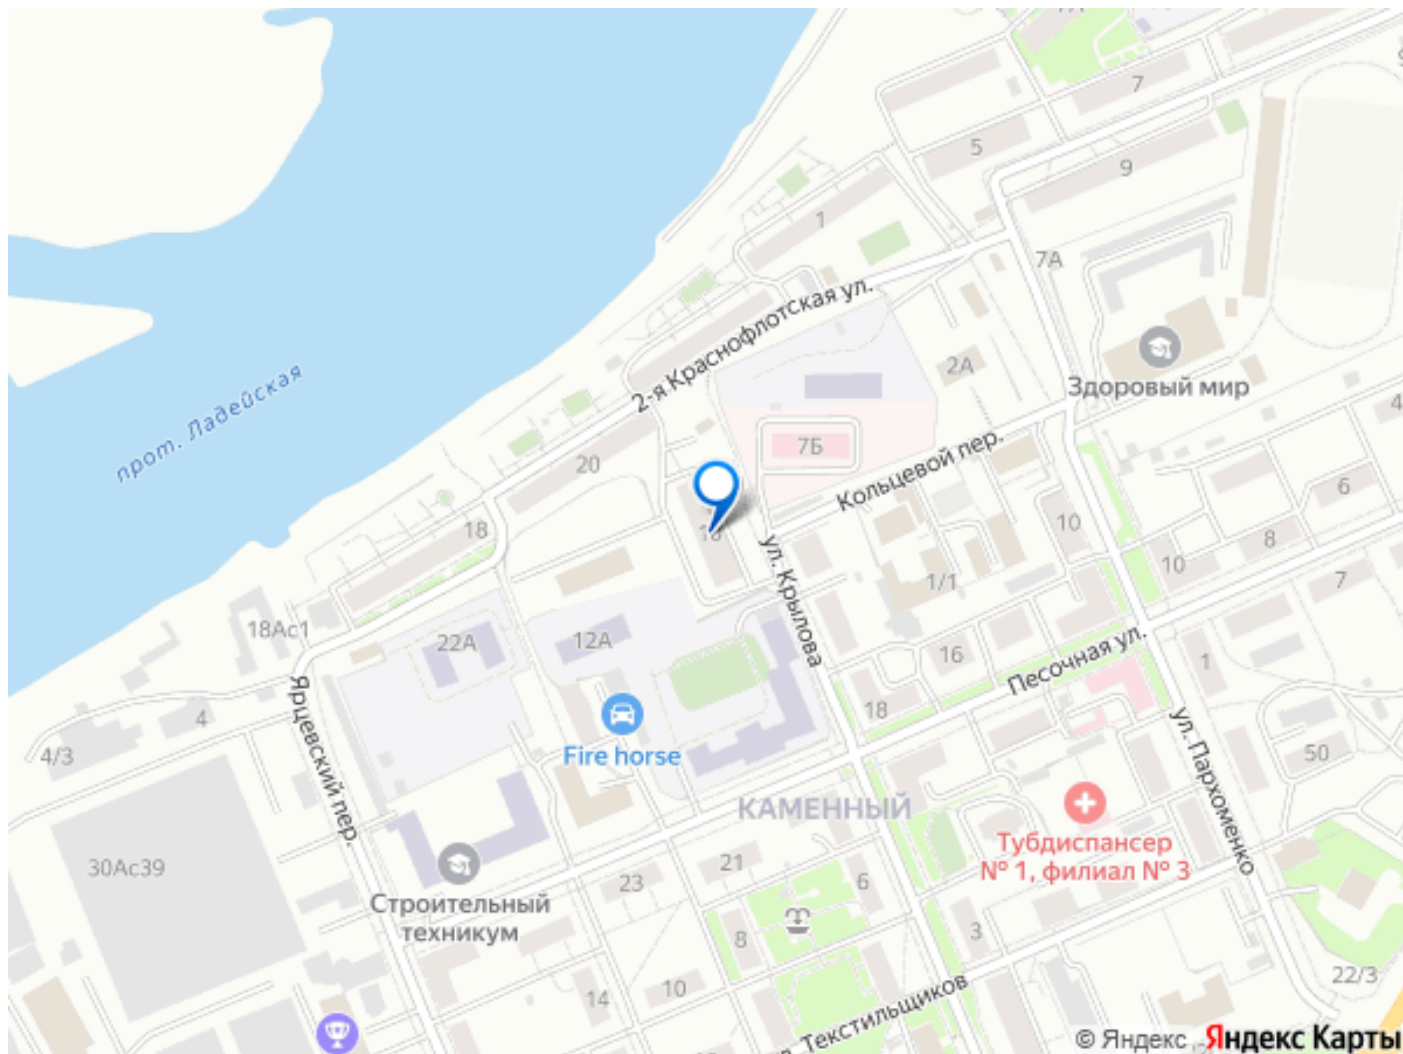 7
5
9
1
7А
2-я Краснофлотская ул.
2А
Здоровый мир
прот. Ладейская
4
7Б
Кольцевой пер.
20
6
18
10
8
ул. Крылова
10
1/1
7
18Ас1
22А
12А
16
Песочная ул.
1
4
18
Ярцевский пер.
4/3
Fire horse
ул. Пархоменко
50
КАМЕННЫЙ
Тубдиспансер
№ 1, филиал № 3
30Ас39
21
23
6
Строительный
техникум
8
3
14
10
22/3
Текстильщиков
© Яндекс
Яндекс Карты